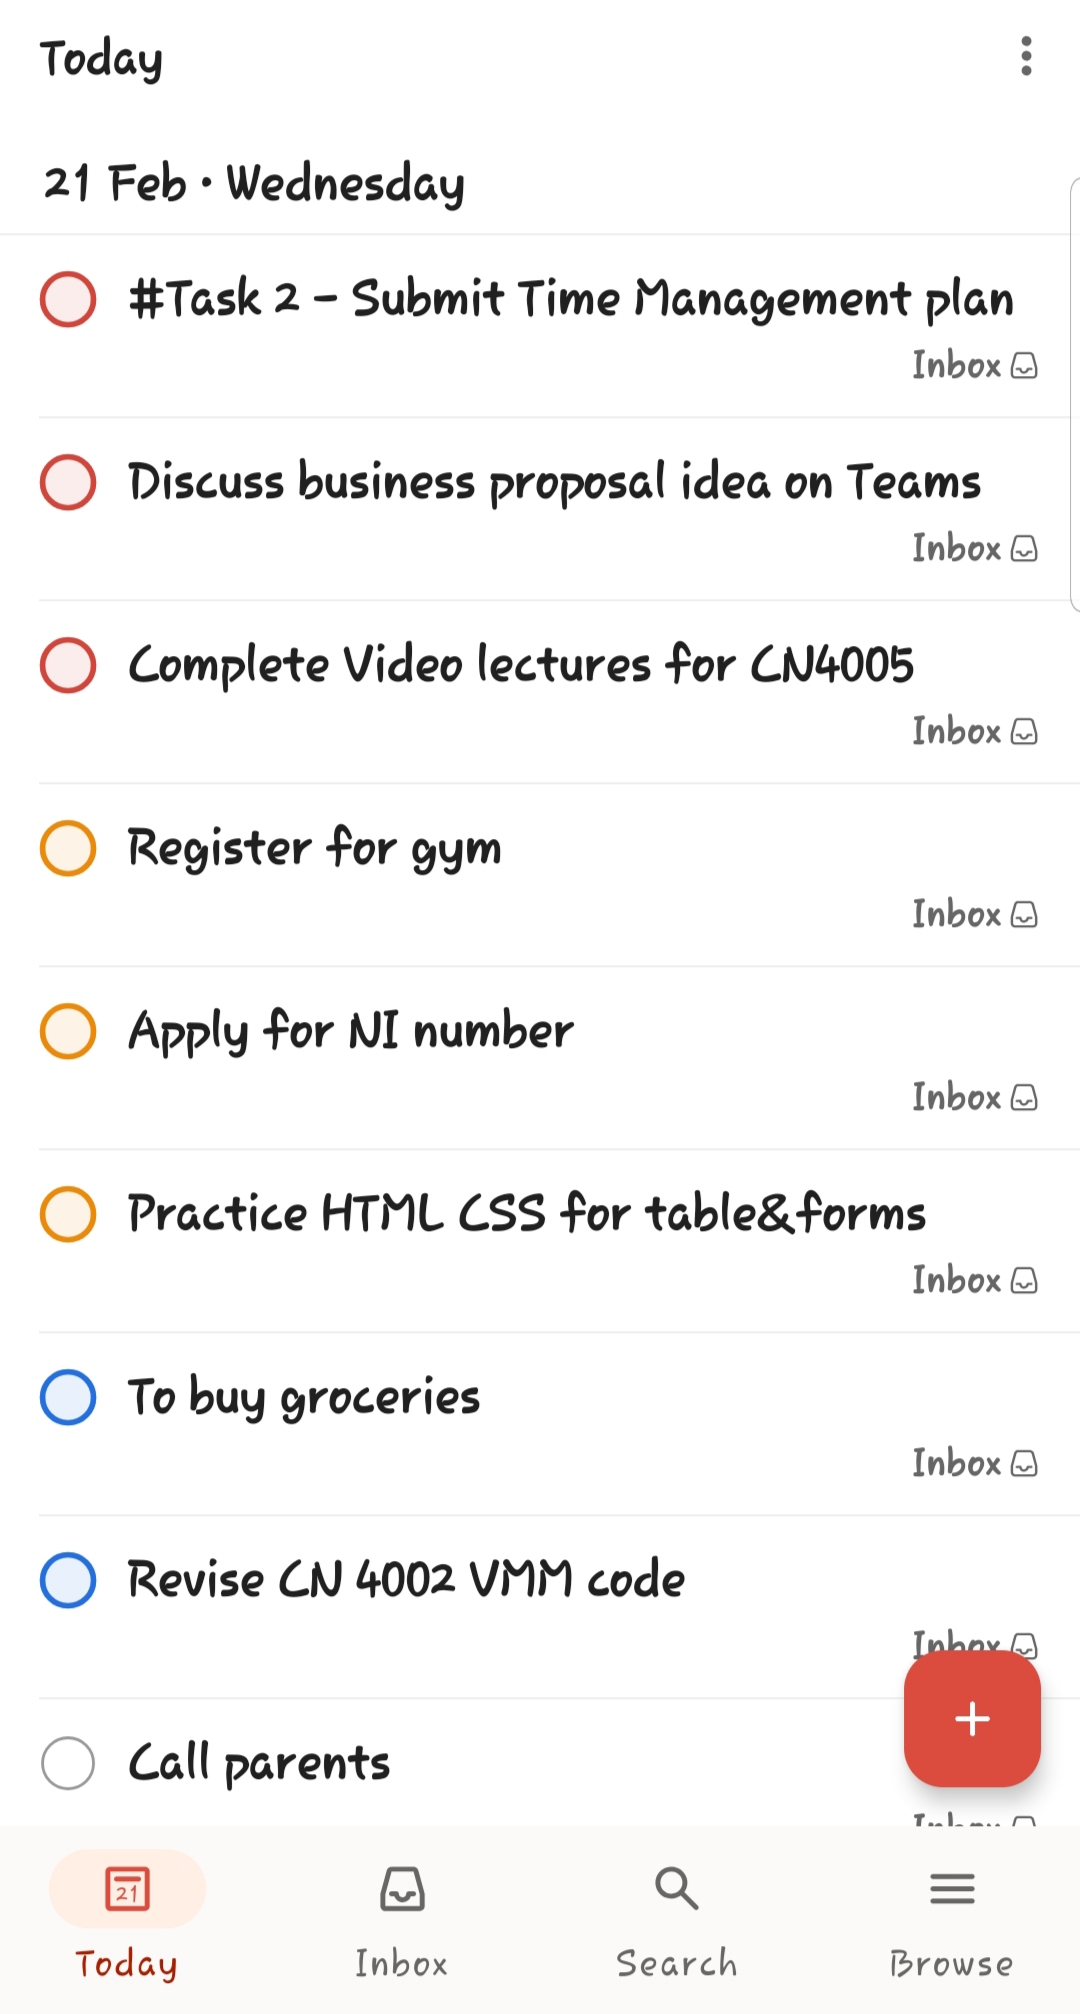 Today
21 Feb • Wednesday
#Task 2 - Submit Time Management plan
Inbox
Discuss business proposal idea on Teams
Inbox
Complete Video lectures for CN4005
Inbox
Register for gym
Inbox
Apply for NI number
Inbox
Practice HTML CSS for table&forms
Inbox
To buy groceries
Inbox
Revise CN 4002 VMM code
Inbox
Call parents
Inbox
21
Today Inbox Search Browse